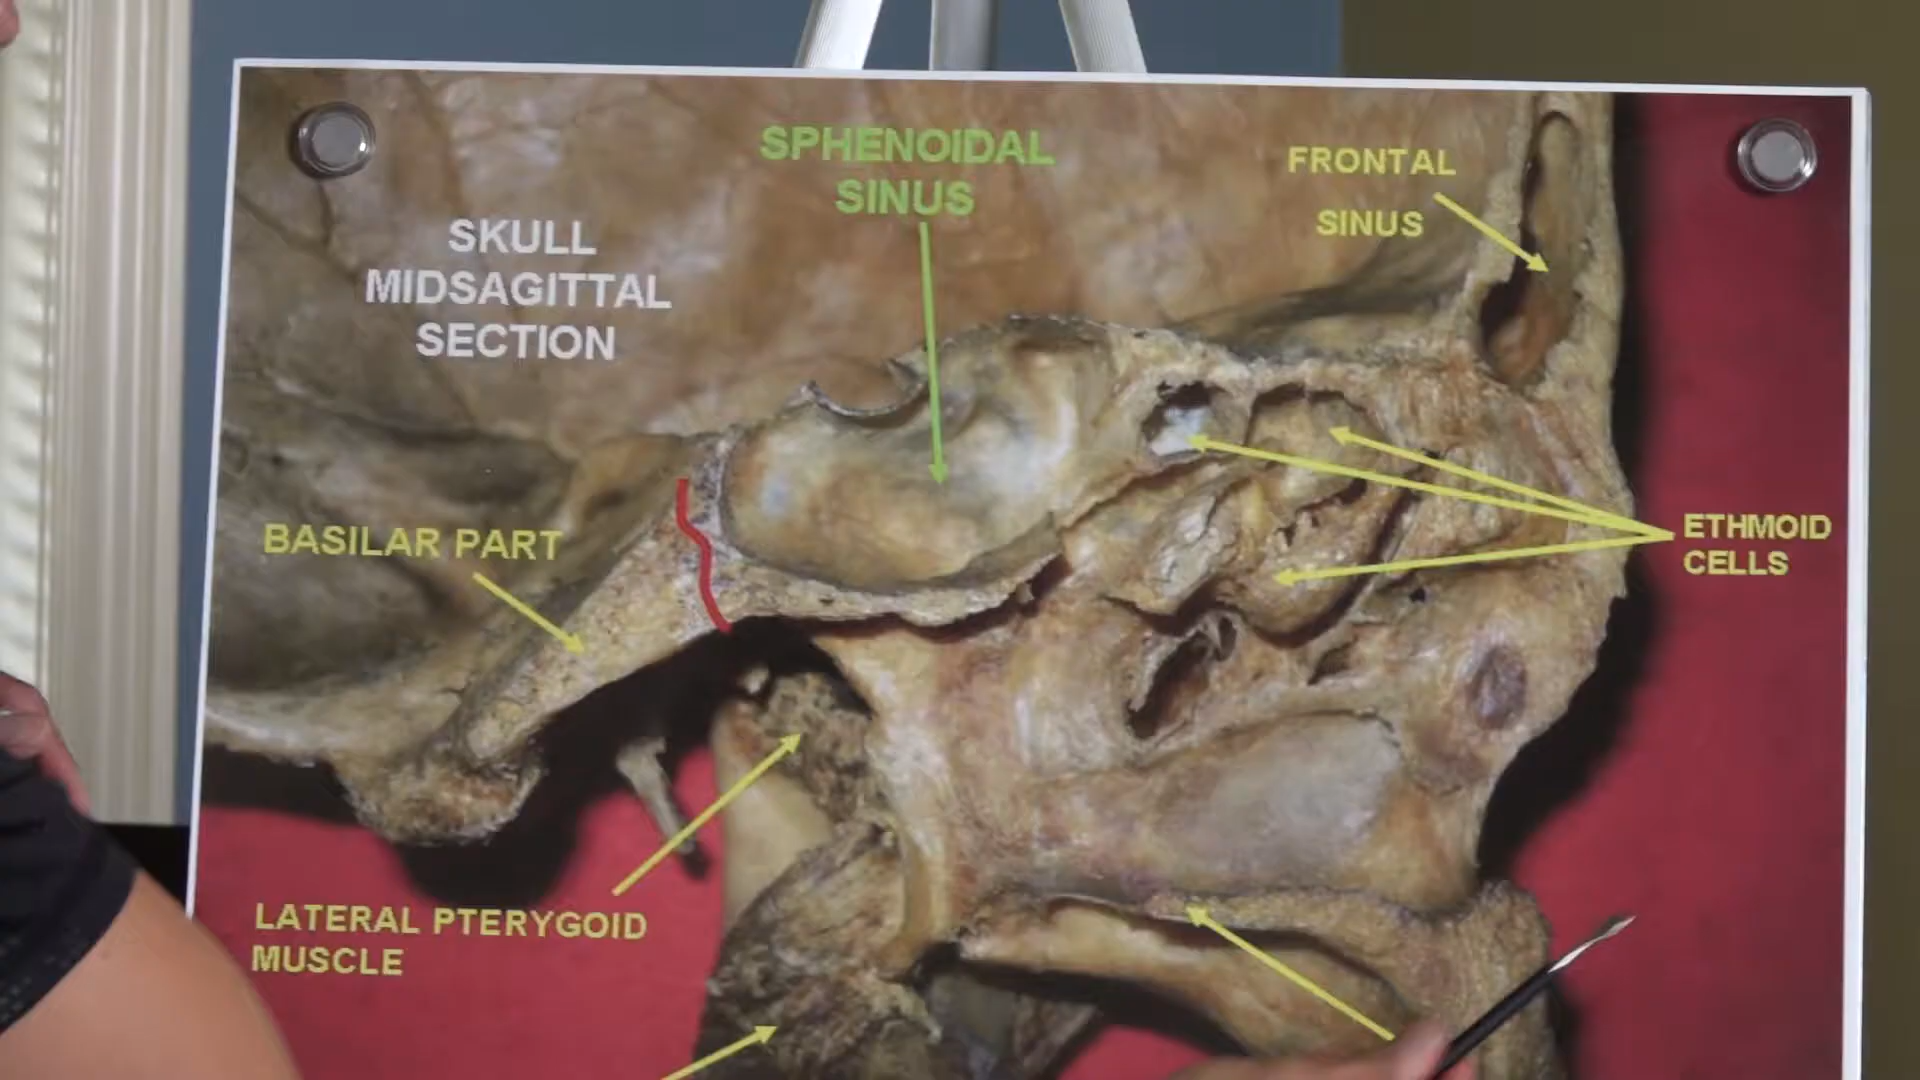 SPHENOIDAL
SINUS
FRONTAL
SINUS
SKULL
MIDSAGITTAL
SECTION
BASILAR PART
ETHMOID
CELLS
LATERAL PTERYGOID
MUSCLE